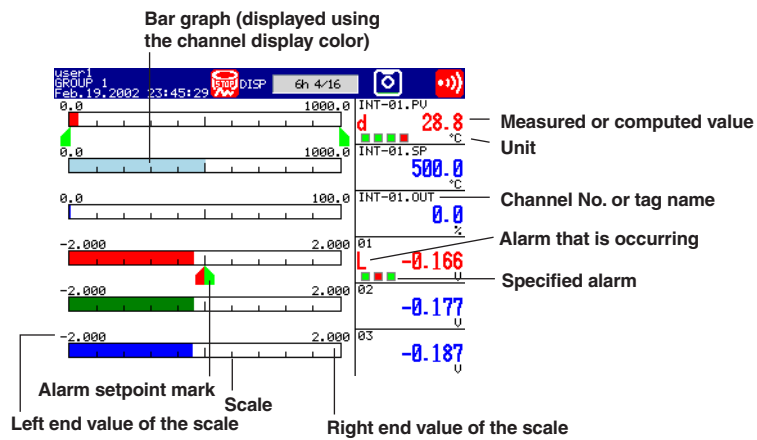 Bar graph (displayed using
the channel display color)
user1
GROUP 1
Feb.19.2002 23:45:29
STOP
DISP
6h 4/16
0.0 1000.0
INT-01.PV
d 28.8
°C
Measured or computed value
Unit
0.0 1000.0
INT-01.SP
500.0
°C
0.0 100.0
INT-01.OUT
0.0
%
Channel No. or tag name
-2.000 2.000
01
L -0.166
V
Alarm that is occurring
Specified alarm
-2.000 2.000
02
-0.177
V
-2.000 2.000
03
-0.187
V
Alarm setpoint mark
Scale
Left end value of the scale
Right end value of the scale